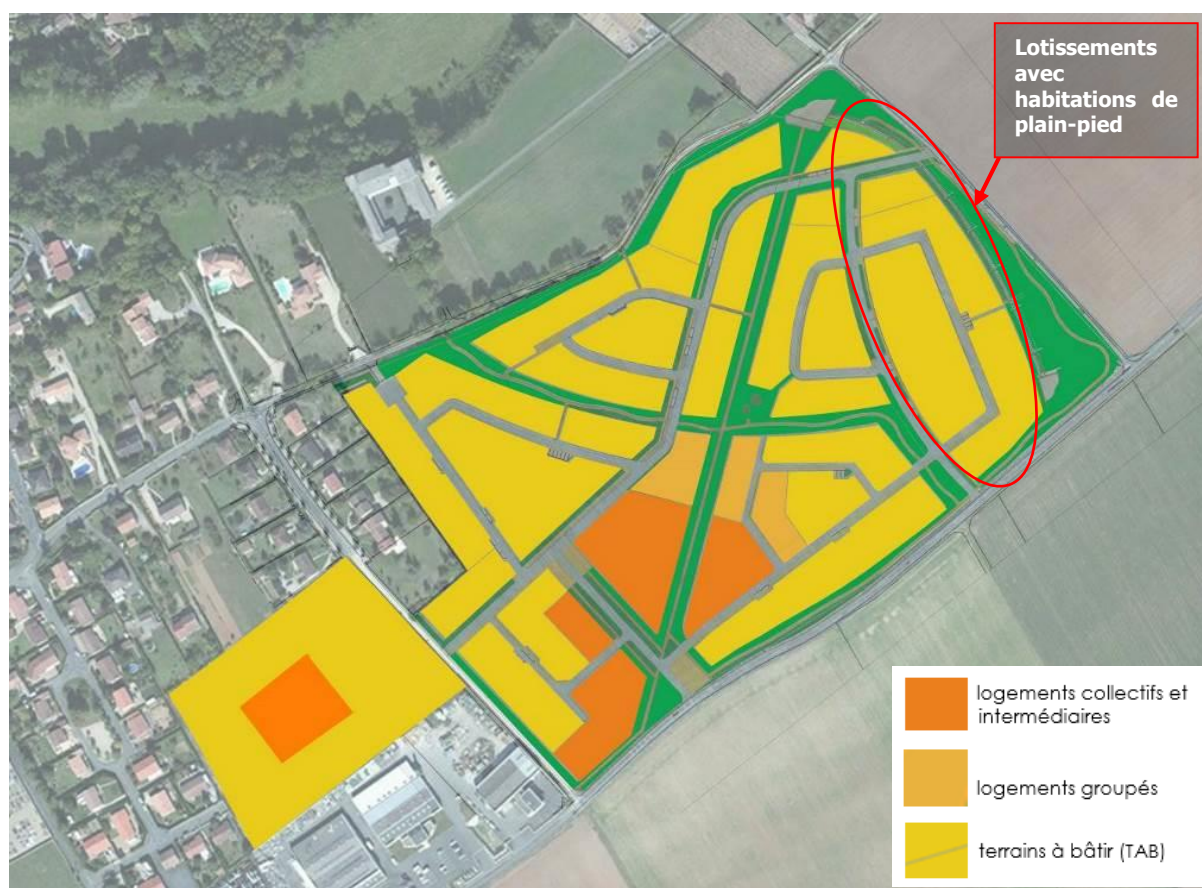 Lotissements
avec
habitations de
plain-pied
logements collectifs et
intermédiaires
logements groupés
terrains à bâtir (TAB)